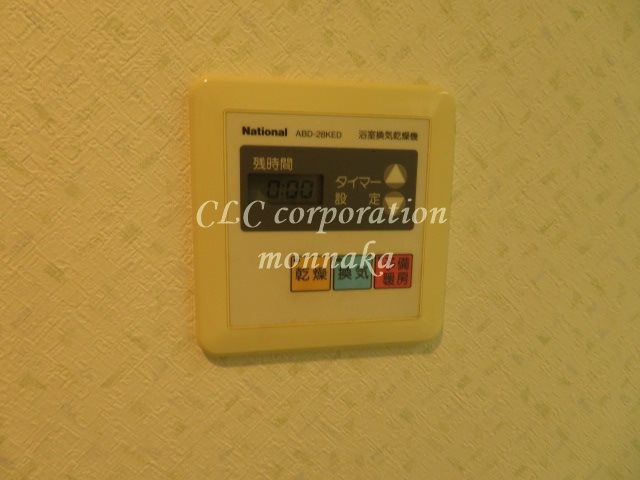 National ABD-28KED 浴室換気乾燥機
残時間
0:00
タイマー
設定
CLC corporation
monnaka
乾燥 換気 予備
暖房